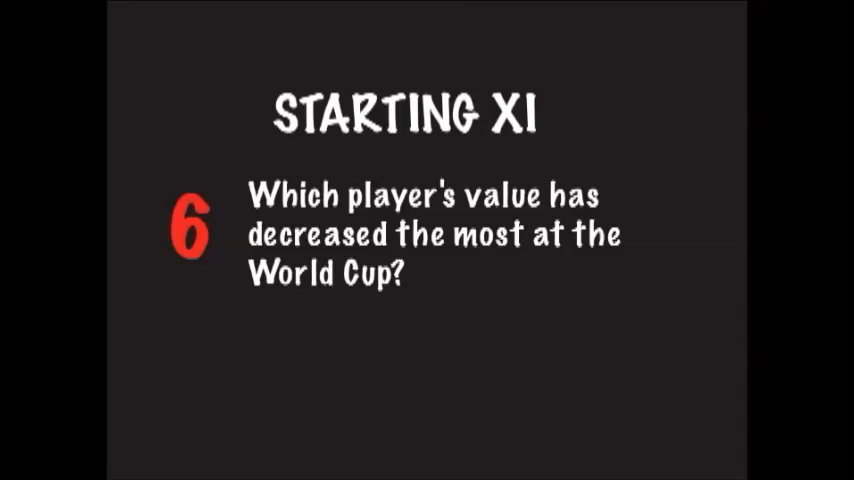 STARTING XI
6 Which player's value has
decreased the most at the
World Cup?